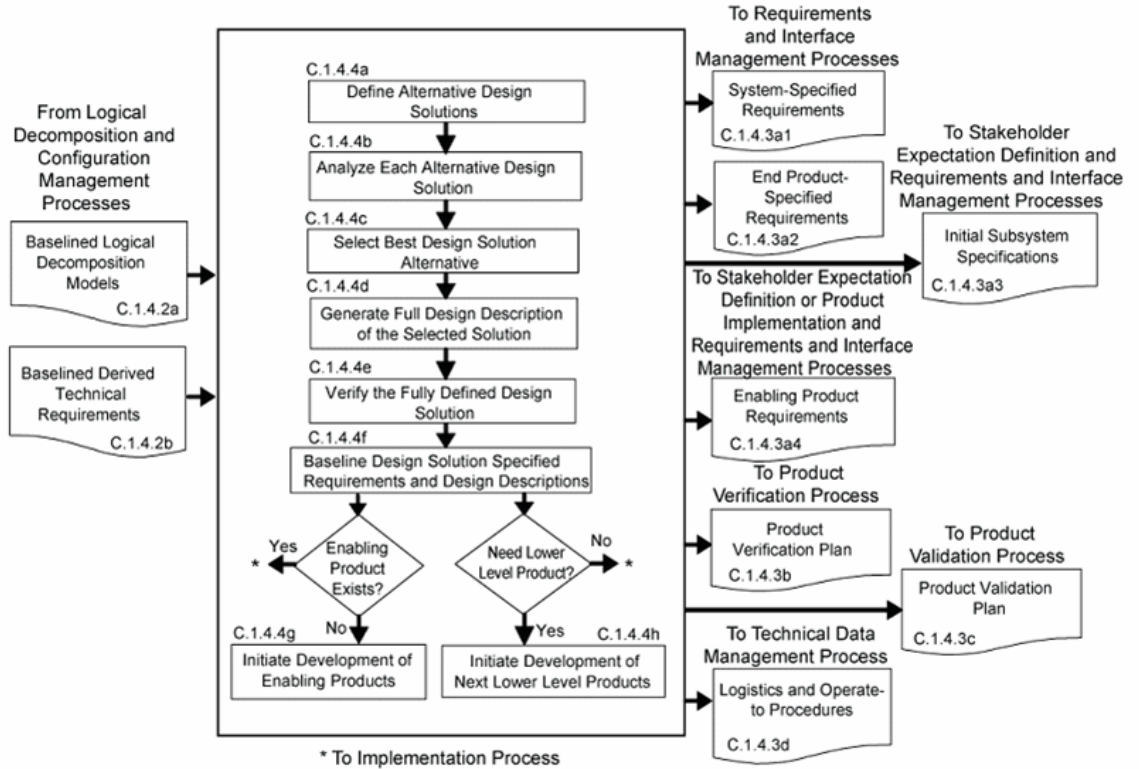 From Logical
Decomposition and
Configuration
Management
Processes
Baselined Logical
Decomposition
Models
C.1.4.2a
Baselined Derived
Technical
Requirements
C.1.4.2b
C.1.4.4a
Define Alternative Design
Solutions
C.1.4.4b
Analyze Each Alternative Design
Solution
C.1.4.4c
Select Best Design Solution
Alternative
C.1.4.4d
Generate Full Design Description
of the Selected Solution
C.1.4.4e
Verify the Fully Defined Design
Solution
C.1.4.4f
Baseline Design Solution Specified
Requirements and Design Descriptions
Enabling
Product
Exists?
Yes
*
No
Need Lower
Level Product?
No
*
Yes
C.1.4.4g
Initiate Development of
Enabling Products
C.1.4.4h
Initiate Development of
Next Lower Level Products
* To Implementation Process
To Requirements
and Interface
Management Processes
System-Specified
Requirements
C.1.4.3a1
End Product-
Specified
Requirements
C.1.4.3a2
To Stakeholder
Expectation Definition and
Requirements and Interface
Management Processes
Initial Subsystem
Specifications
C.1.4.3a3
To Stakeholder Expectation
Definition or Product
Implementation and
Requirements and Interface
Management Processes
Enabling Product
Requirements
C.1.4.3a4
To Product
Verification Process
Product
Verification Plan
C.1.4.3b
To Product
Validation Process
Product Validation
Plan
C.1.4.3c
To Technical Data
Management Process
Logistics and Operate-
to Procedures
C.1.4.3d